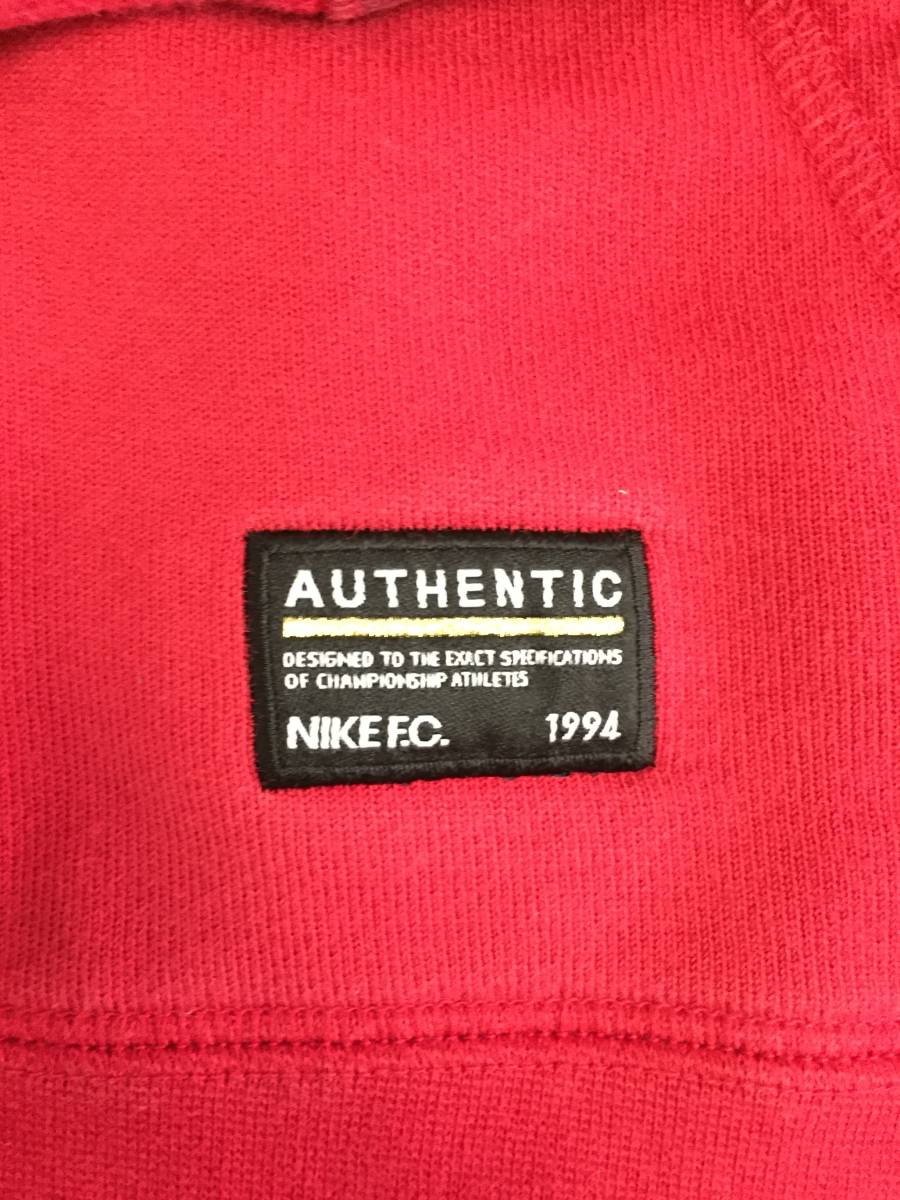 AUTHENTIC
DESIGNED TO THE EXACT SPECIFICATIONS
OF CHAMPIONSHIP ATHLETES
NIKE F.C. 1994